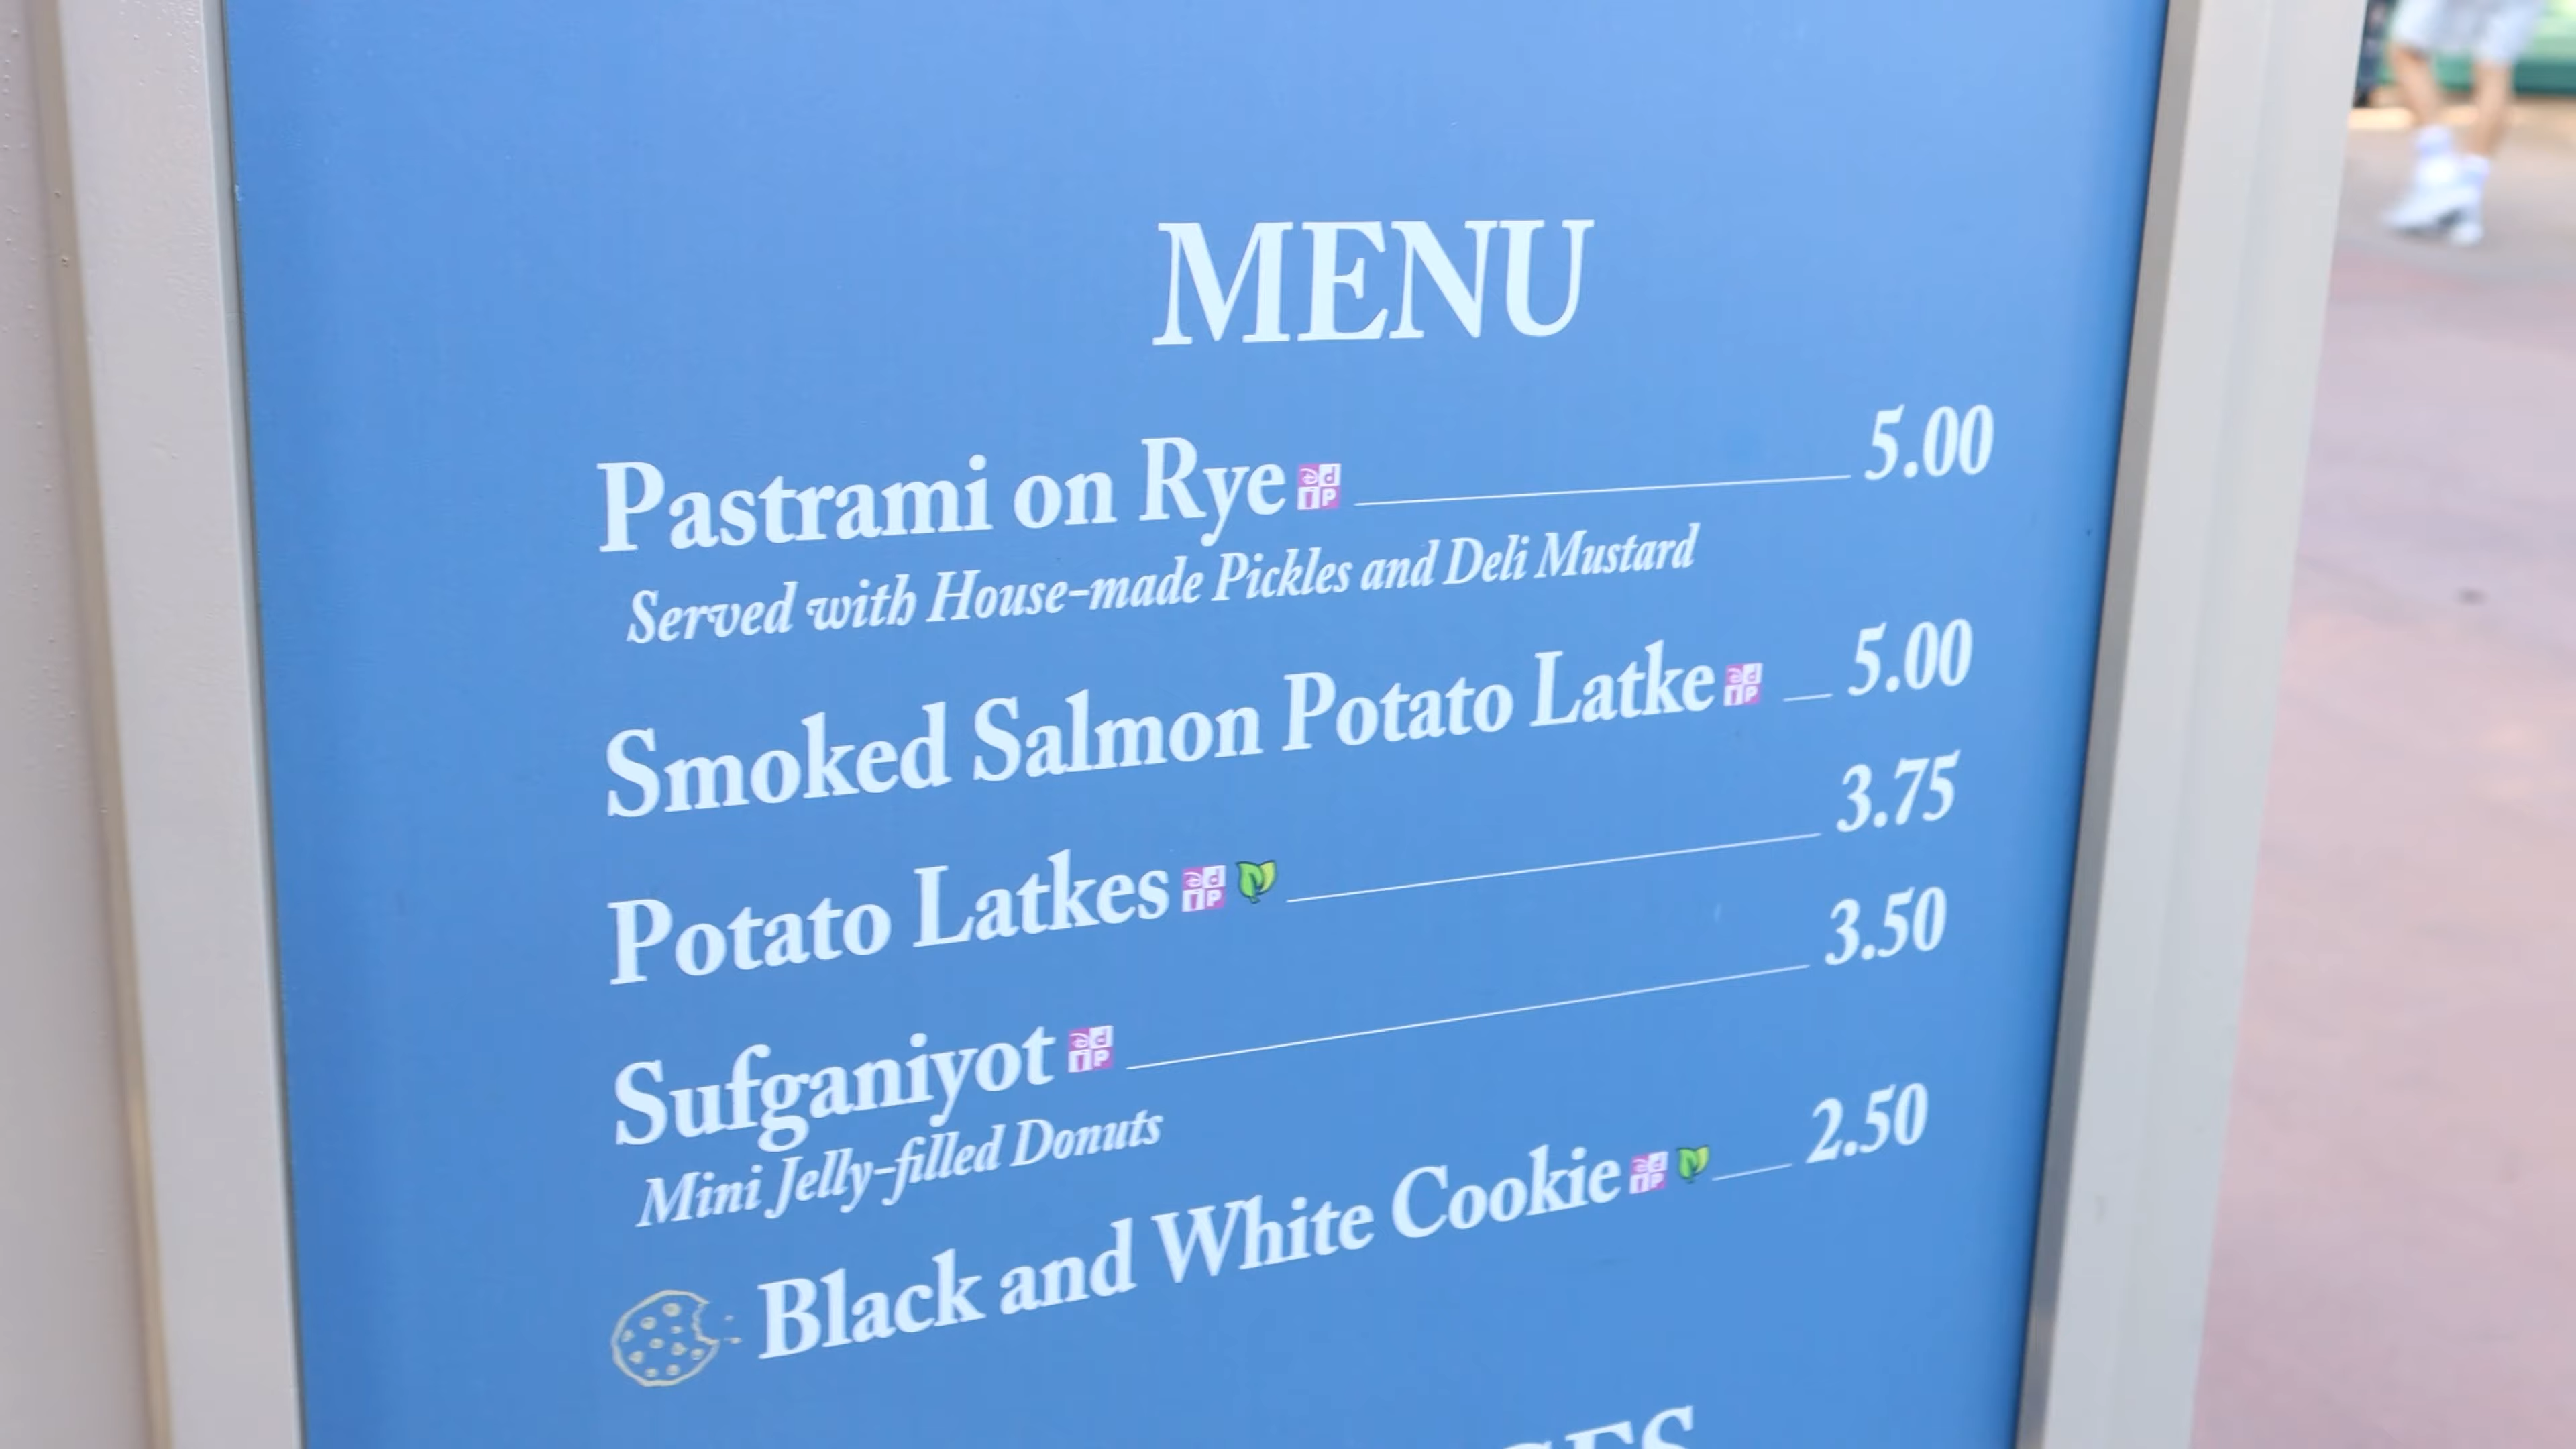 MENU
Pastrami on Rye 5.00
Served with House-made Pickles and Deli Mustard
Smoked Salmon Potato Latke 5.00
Potato Latkes 3.75
Sufganiyot 3.50
Mini Jelly-filled Donuts
Black and White Cookie 2.50